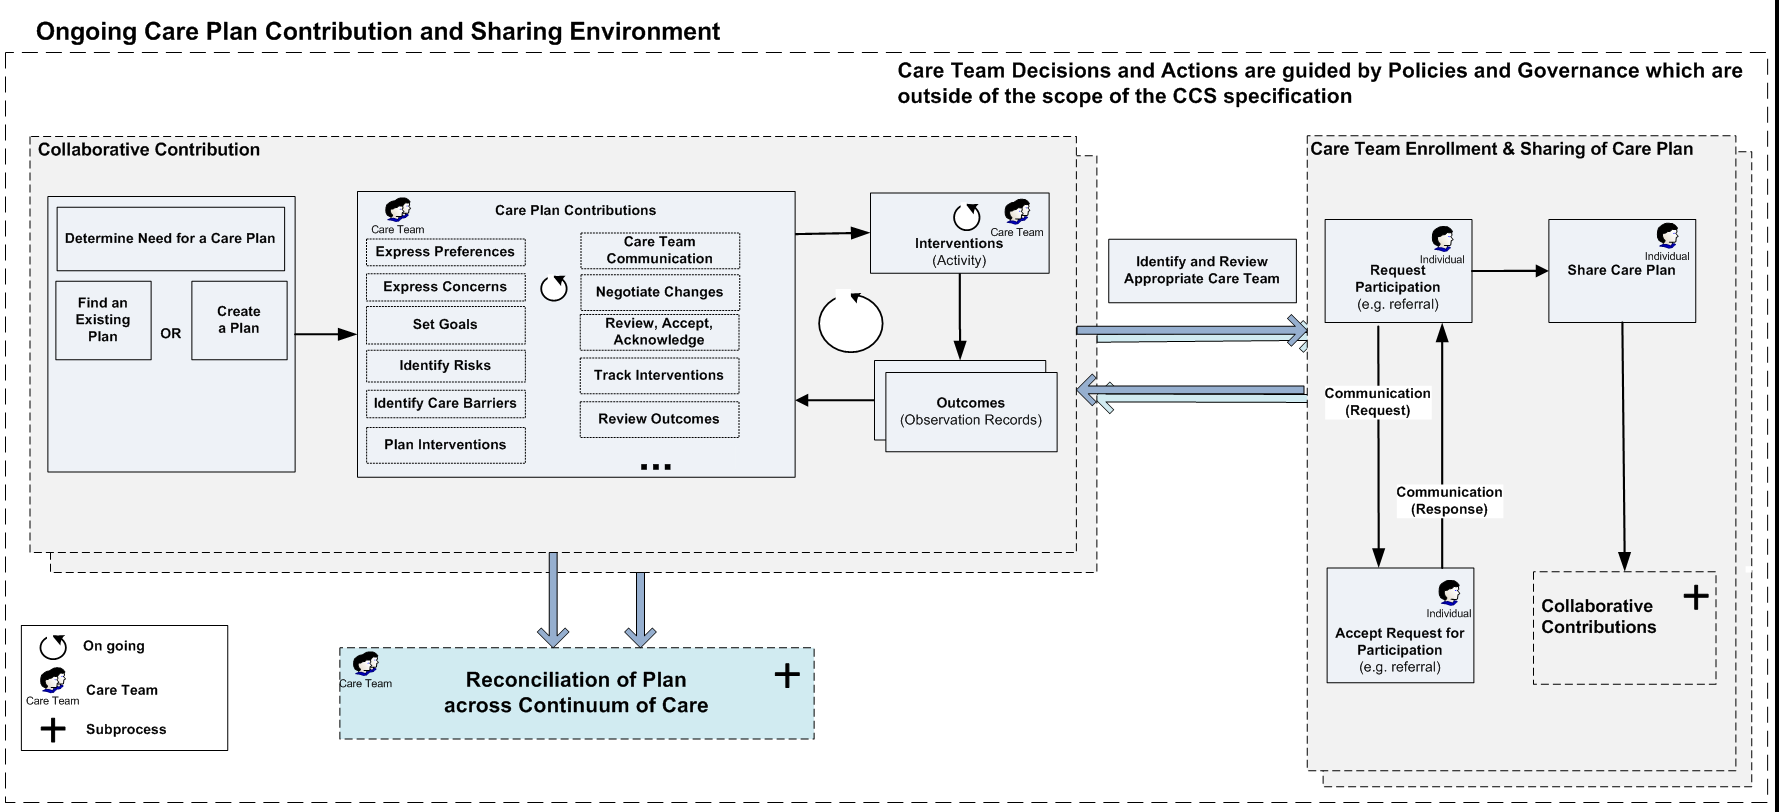 Ongoing Care Plan Contribution and Sharing Environment
Care Team Decisions and Actions are guided by Policies and Governance which are
outside of the scope of the CCS specification
Collaborative Contribution
Determine Need for a Care Plan
Find an
Existing
Plan
OR
Create
a Plan
Care Team
Care Plan Contributions
Express Preferences
Express Concerns
Set Goals
Identify Risks
Identify Care Barriers
Plan Interventions
Care Team
Communication
Negotiate Changes
Review, Accept,
Acknowledge
Track Interventions
Review Outcomes
...
Care Team
Interventions
(Activity)
Outcomes
(Observation Records)
Identify and Review
Appropriate Care Team
Care Team Enrollment & Sharing of Care Plan
Individual
Request
Participation
(e.g. referral)
Individual
Share Care Plan
Communication
(Request)
Communication
(Response)
Individual
Accept Request for
Participation
(e.g. referral)
Collaborative
Contributions
On going
Care Team
Care Team
Subprocess
Care Team
Reconciliation of Plan
across Continuum of Care